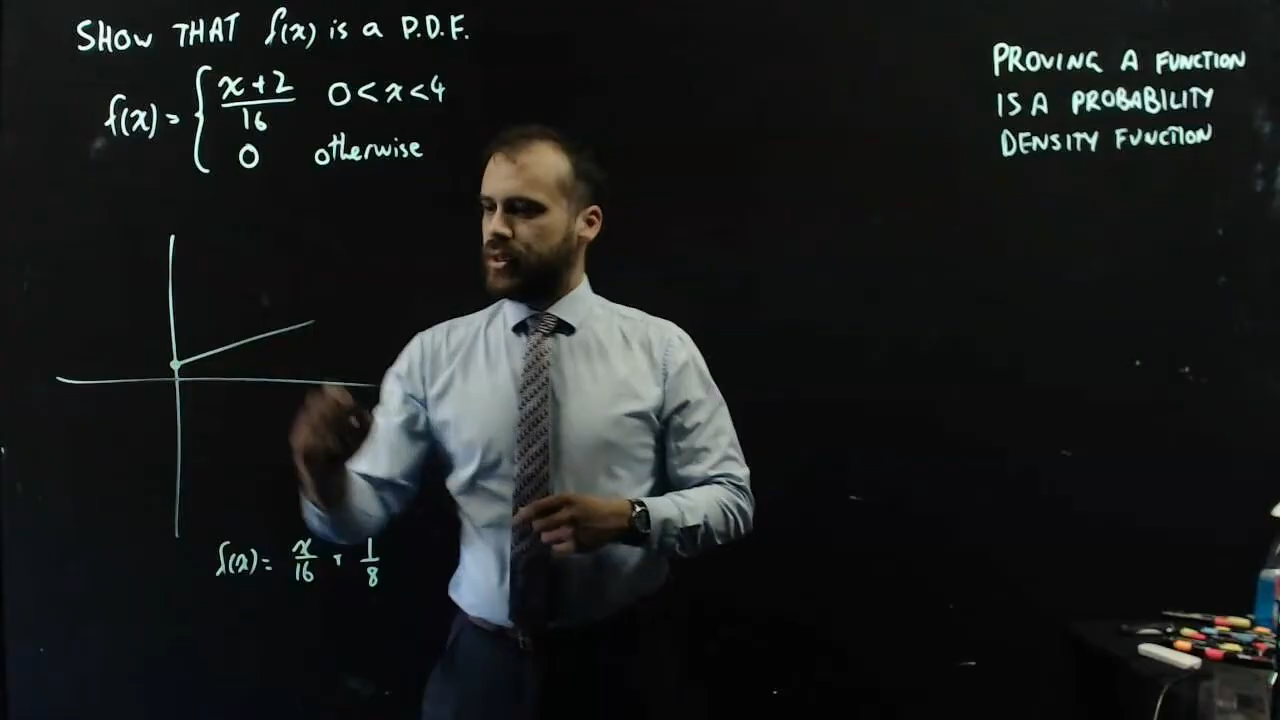 SHOW THAT f(x) is a P.D.F.
f(x) = { x+2/16 0<x<4
0 otherwise
PROVING A FUNCTION
IS A PROBABILITY
DENSITY FUNCTION
f(x) = x/16 + 1/8